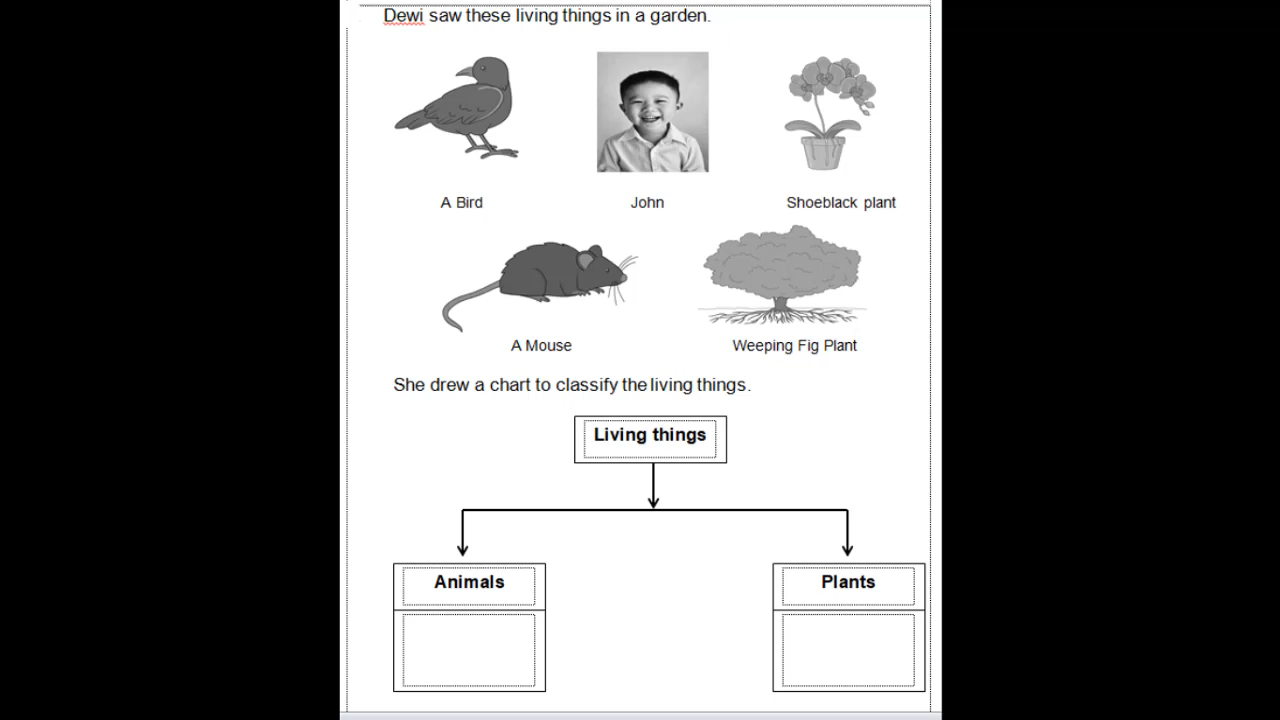 Dewi saw these living things in a garden.
A Bird
John
Shoeblack plant
A Mouse
Weeping Fig Plant
She drew a chart to classify the living things.
Living things
Animals
Plants